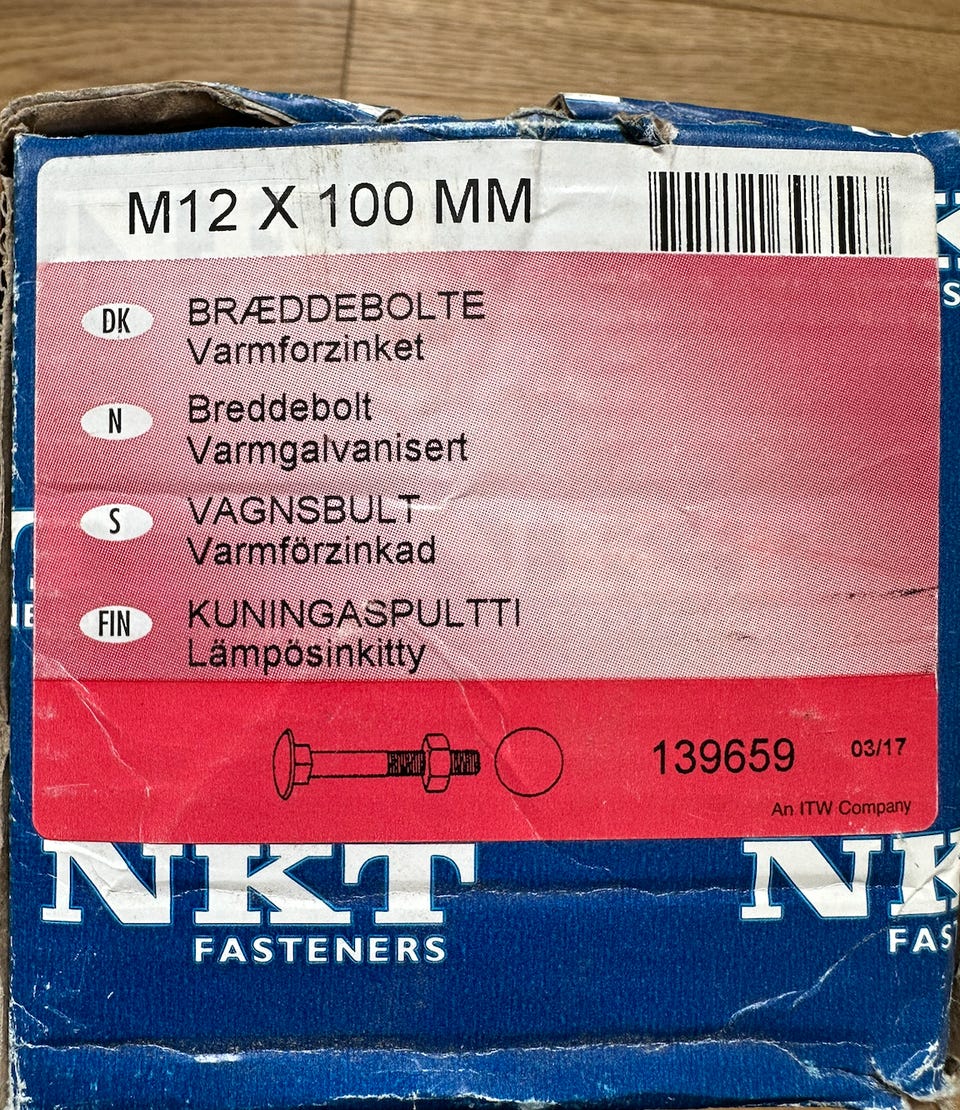 M12 X 100 MM
DK
BRÆDDEBOLTE
Varmforzinket
N
Breddebolt
Varmgalvanisert
S
VAGNSBULT
Varmförzinkad
FIN
KUNINGASPULTTI
Lämpösinkitty
139659
03/17
An ITW Company
NKT
FASTENERS
NK
FAS